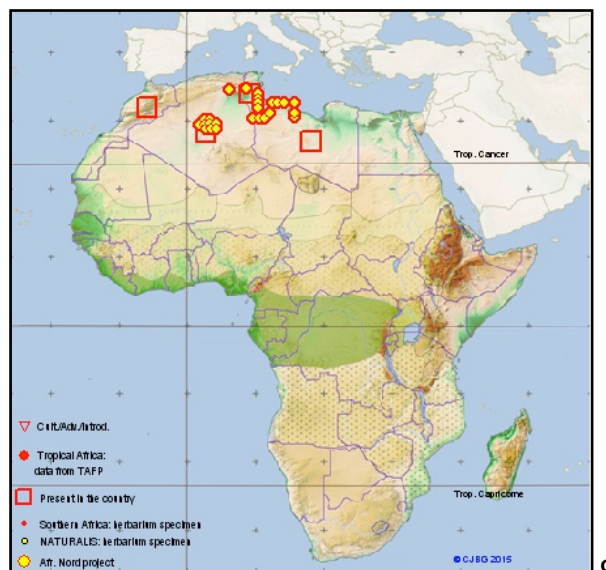 Trop. Cancer
Cult./Adv./Introd.
Tropical Africa:
data from TAFP
Present in the country
Trop. Capricorne
Southern Africa: herbarium specimen
NATURALIS: herbarium specimen
Afr. Nord project
©CJBG 2015